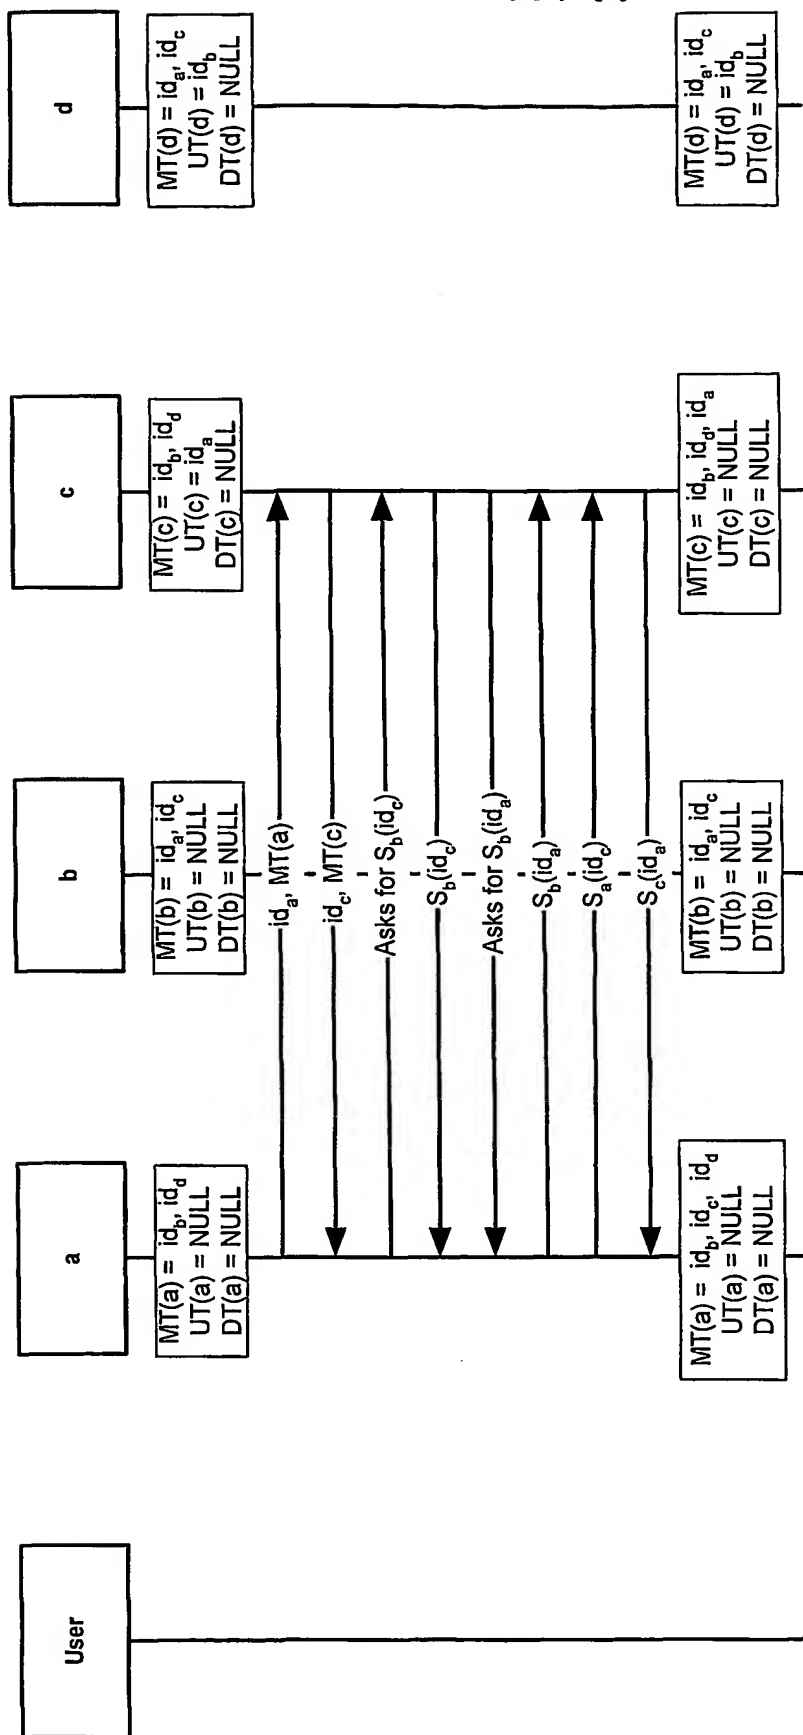 User
a
b
c
d
MT(a) = id_b, id_d
UT(a) = NULL
DT(a) = NULL
MT(b) = id_a, id_c
UT(b) = NULL
DT(b) = NULL
MT(c) = id_b, id_d
UT(c) = id_a
DT(c) = NULL
MT(d) = id_a, id_c
UT(d) = id_b
DT(d) = NULL
id_a, MT(a)
id_c, MT(c)
Asks for S_b(id_c)
S_b(id_c)
Asks for S_b(id_a)
S_b(id_a)
S_a(id_c)
S_c(id_a)
MT(a) = id_b, id_c, id_d
UT(a) = NULL
DT(a) = NULL
MT(b) = id_a, id_c
UT(b) = NULL
DT(b) = NULL
MT(c) = id_b, id_d, id_a
UT(c) = NULL
DT(c) = NULL
MT(d) = id_a, id_c
UT(d) = id_b
DT(d) = NULL